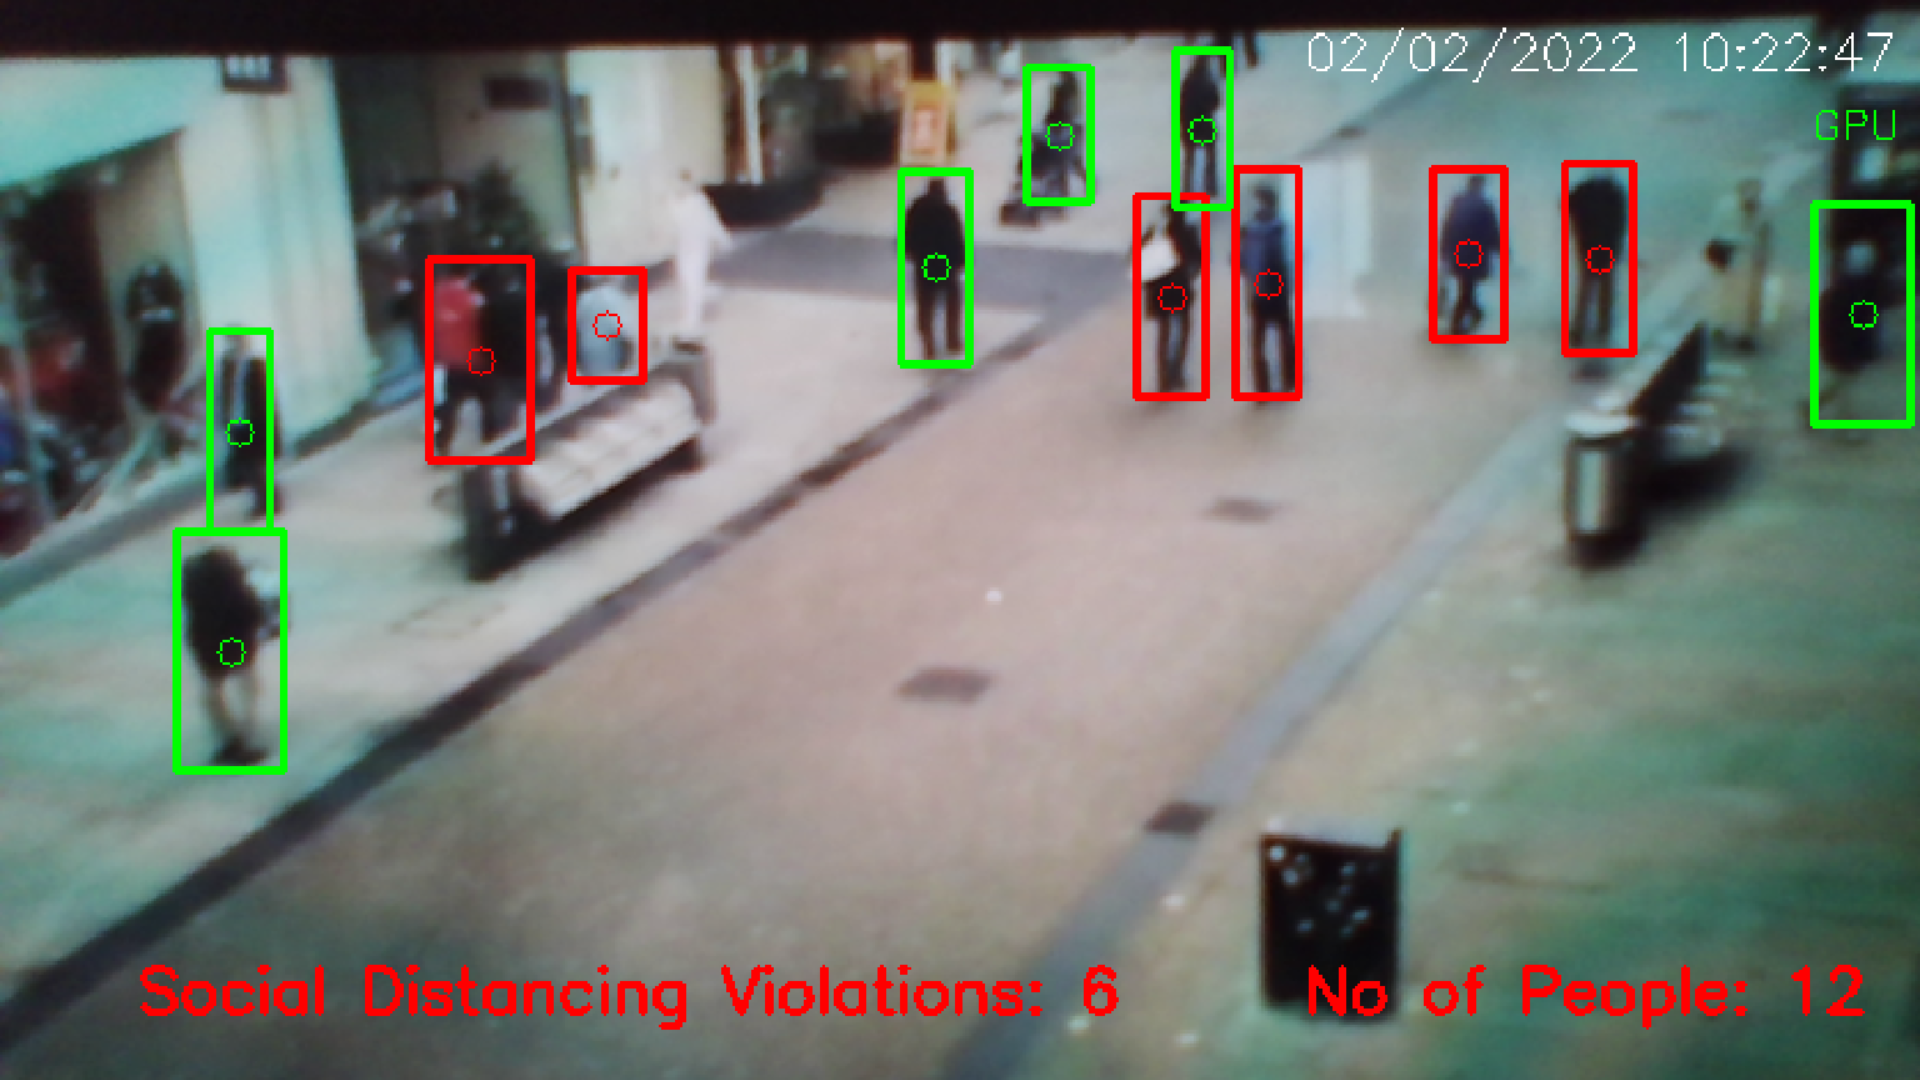 02/02/2022 10:22:47
GPU
Social Distancing Violations: 6
No of People: 12